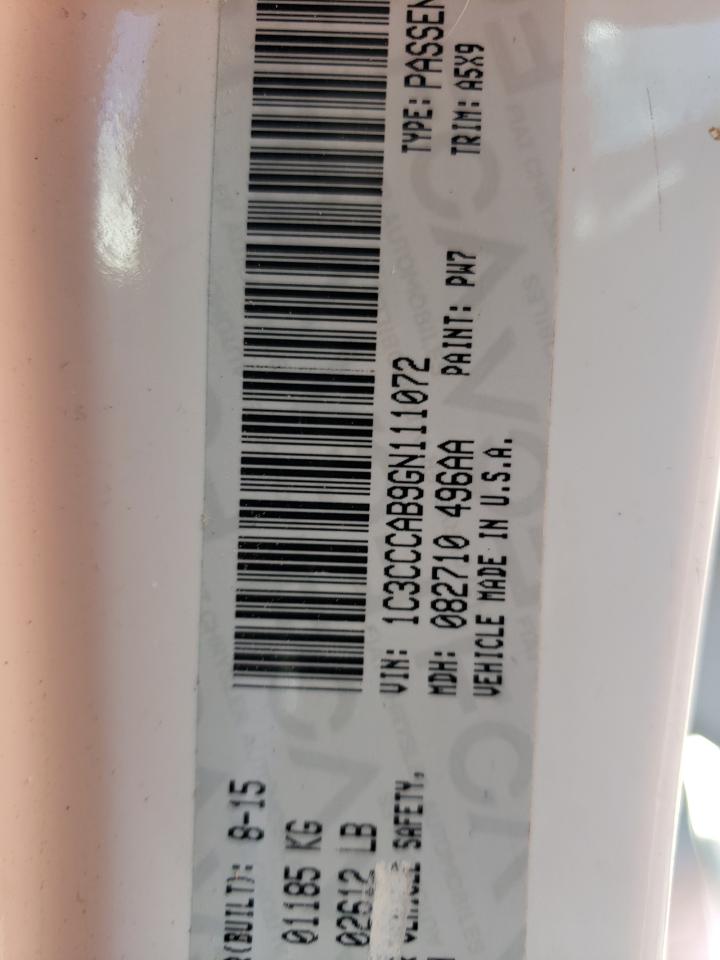 R(BUILT): 8-15
01185 KG
02612 LB
SAFETY,
VIN: 1C3CCCAB9GN111072
TYPE: PASSEN
MDH: 082710 496AA
PAINT: PW7
TRIM: A5X9
VEHICLE MADE IN U.S.A.